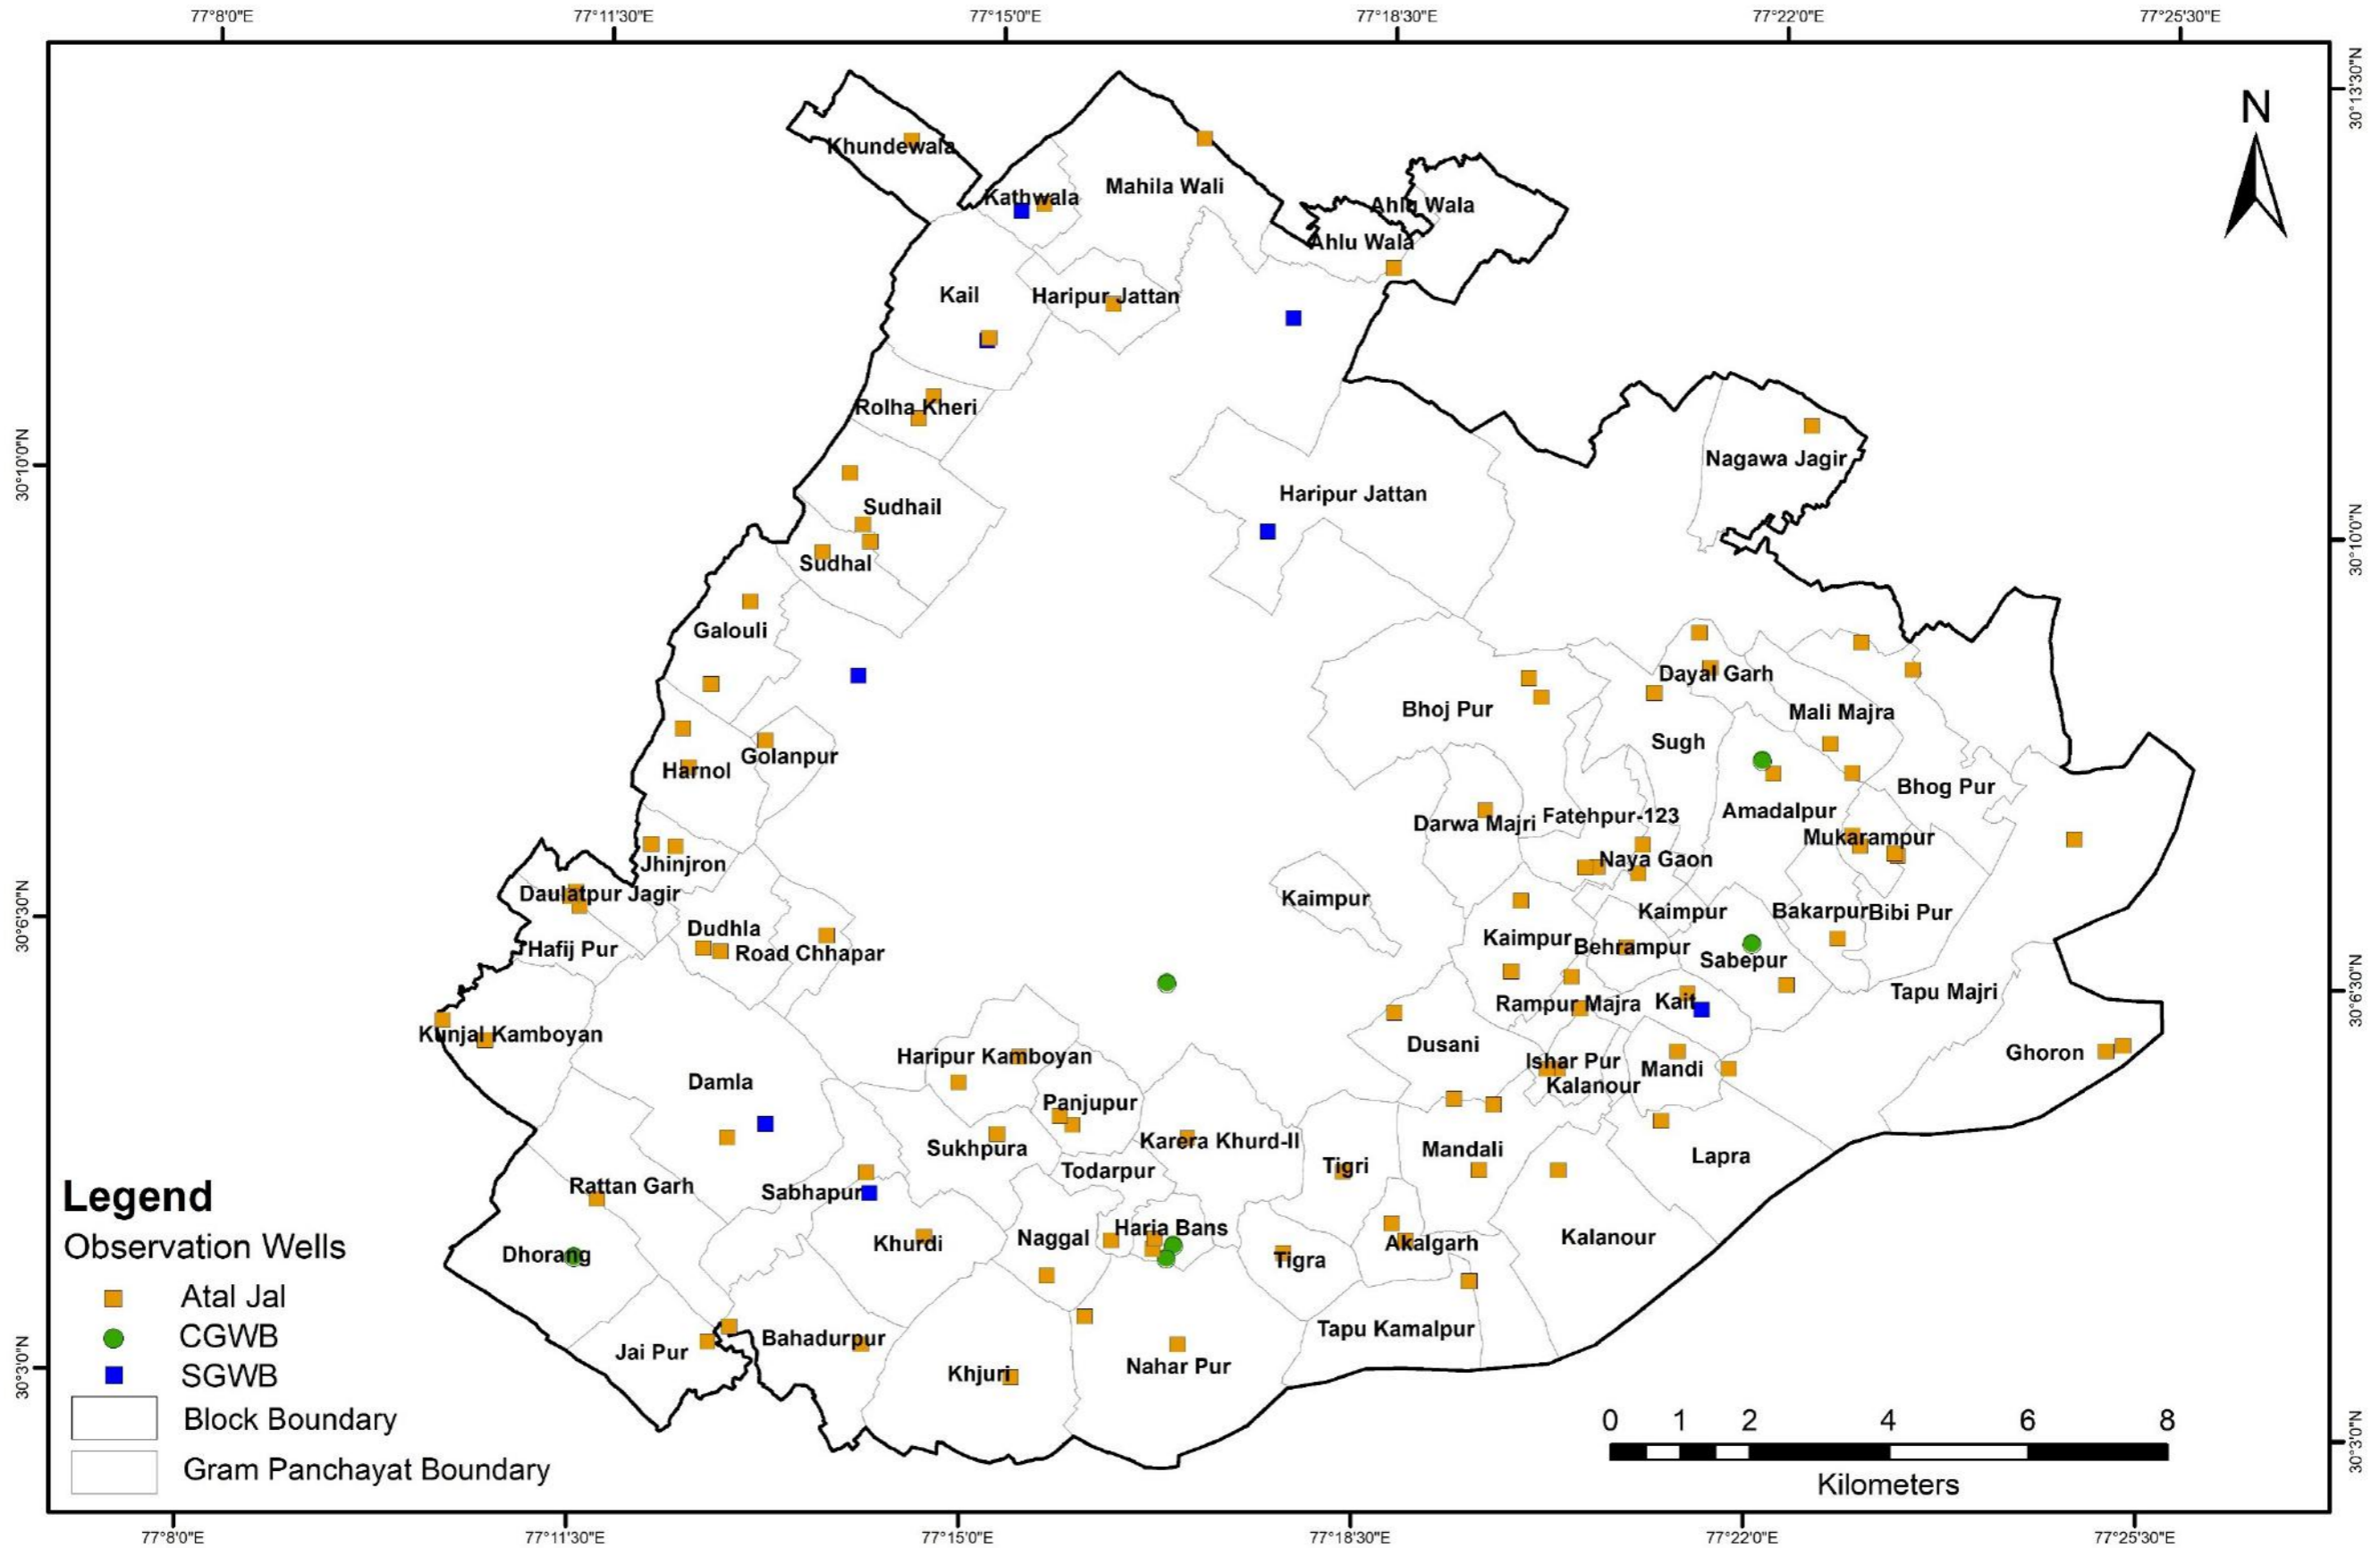 77°8'0"E
77°11'30"E
77°15'0"E
77°18'30"E
77°22'0"E
77°25'30"E
30°13'30"N
N
Khundewala
Kathwala
Mahila Wali
Ahlu Wala
Ahlu Wala
Kail
Haripur Jattan
Rolha Kheri
30°10'0"N
Nagawa Jagir
Haripur Jattan
Sudhail
30°10'0"N
Sudhal
Galouli
Dayal Garh
Bhoj Pur
Mali Majra
Sugh
Golanpur
Harnol
Bhog Pur
Amadalpur
Fatehpur-123
Darwa Majri
Mukarampur
Naya Gaon
Jhinjron
Daulatpur Jagir
Kaimpur
30°6'30"N
Kaimpur
Bakarpur
Bibi Pur
Dudhla
Kaimpur
Behrampur
Hafij Pur
Road Chhapar
Sabepur
Tapu Majri
30°6'30"N
Rampur Majra
Kait
Kunjal Kamboyan
Dusani
Ghoron
Haripur Kamboyan
Ishar Pur
Mandi
Damla
Kalanour
Panjupur
Karera Khurd-II
Sukhpura
Mandali
Lapra
Tigri
Todarpur
Rattan Garh
Sabhapur
Legend
Haria Bans
Naggal
Kalanour
Khurdi
Akalgarh
Observation Wells
Dhorang
Tigra
Atal Jal
CGWB
SGWB
Block Boundary
Gram Panchayat Boundary
Tapu Kamalpur
Bahadurpur
Jai Pur
Nahar Pur
Khjuri
30°3'0"N
0 1 2 4 6 8
Kilometers
30°3'0"N
77°8'0"E
77°11'30"E
77°15'0"E
77°18'30"E
77°22'0"E
77°25'30"E